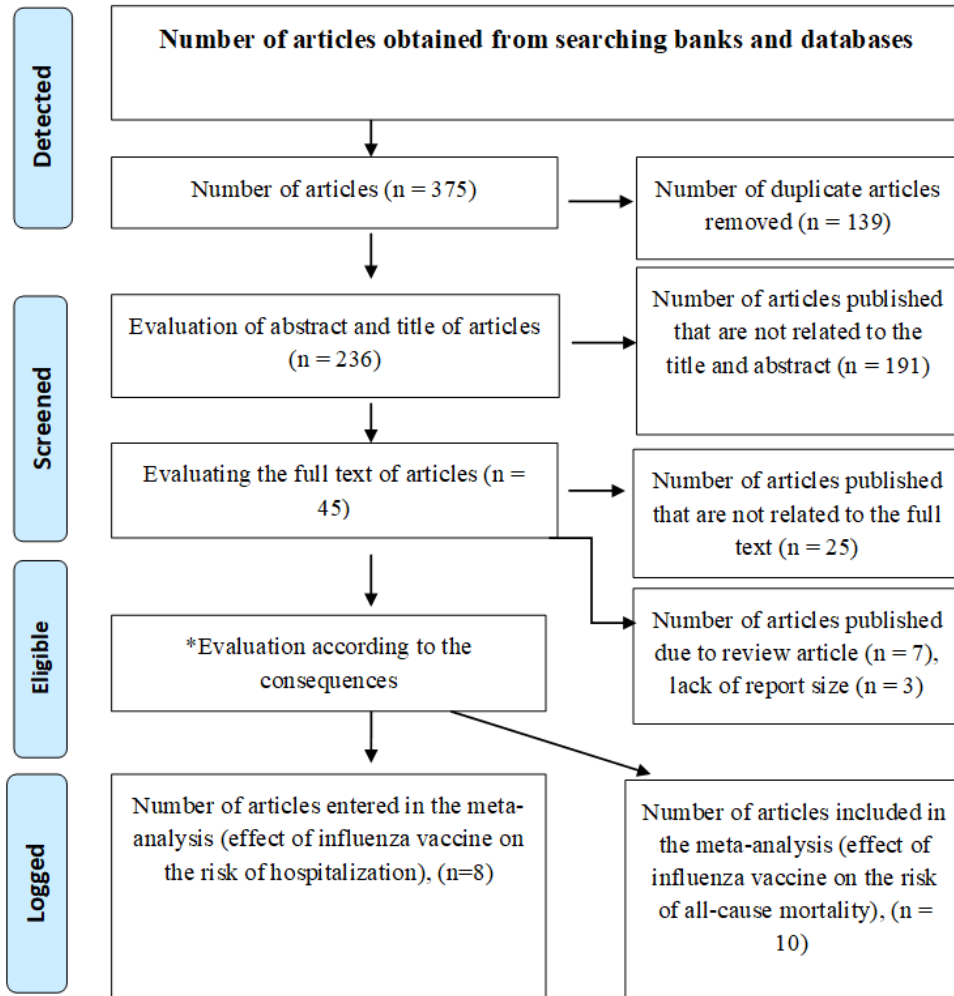 Number of articles obtained from searching banks and databases
Detected
Number of articles (n = 375)
Number of duplicate articles
removed (n = 139)
Screened
Evaluation of abstract and title of articles
(n = 236)
Number of articles published
that are not related to the
title and abstract (n = 191)
Evaluating the full text of articles (n =
45)
Number of articles published
that are not related to the full
text (n = 25)
Eligible
*Evaluation according to the
consequences
Number of articles published
due to review article (n = 7),
lack of report size (n = 3)
Logged
Number of articles entered in the meta-
analysis (effect of influenza vaccine on
the risk of hospitalization), (n=8)
Number of articles included in
the meta-analysis (effect of
influenza vaccine on the risk
of all-cause mortality), (n =
10)